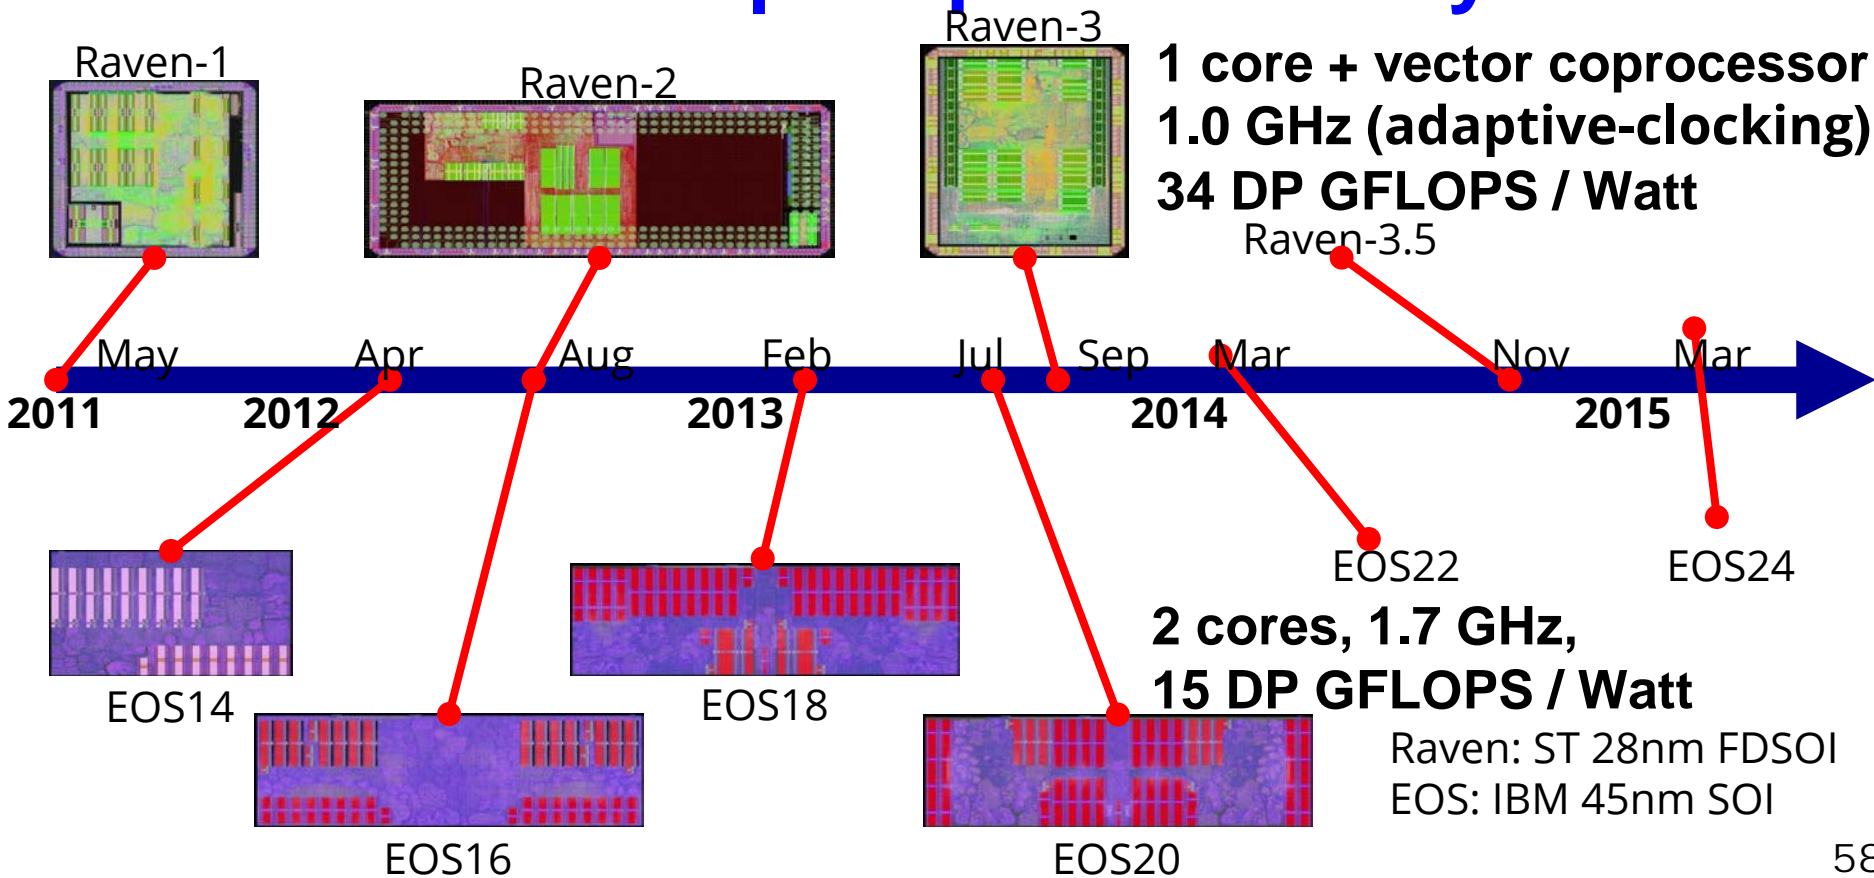 Raven-3
Raven-1
Raven-2
1 core + vector coprocessor
1.0 GHz (adaptive-clocking)
34 DP GFLOPS / Watt
Raven-3.5
May Apr Aug Feb Jul Sep Mar Nov Mar
2011 2012 2013 2014 2015
EOS22 EOS24
2 cores, 1.7 GHz,
15 DP GFLOPS / Watt
EOS14
EOS18
Raven: ST 28nm FDSOI
EOS: IBM 45nm SOI
EOS16
EOS20
58